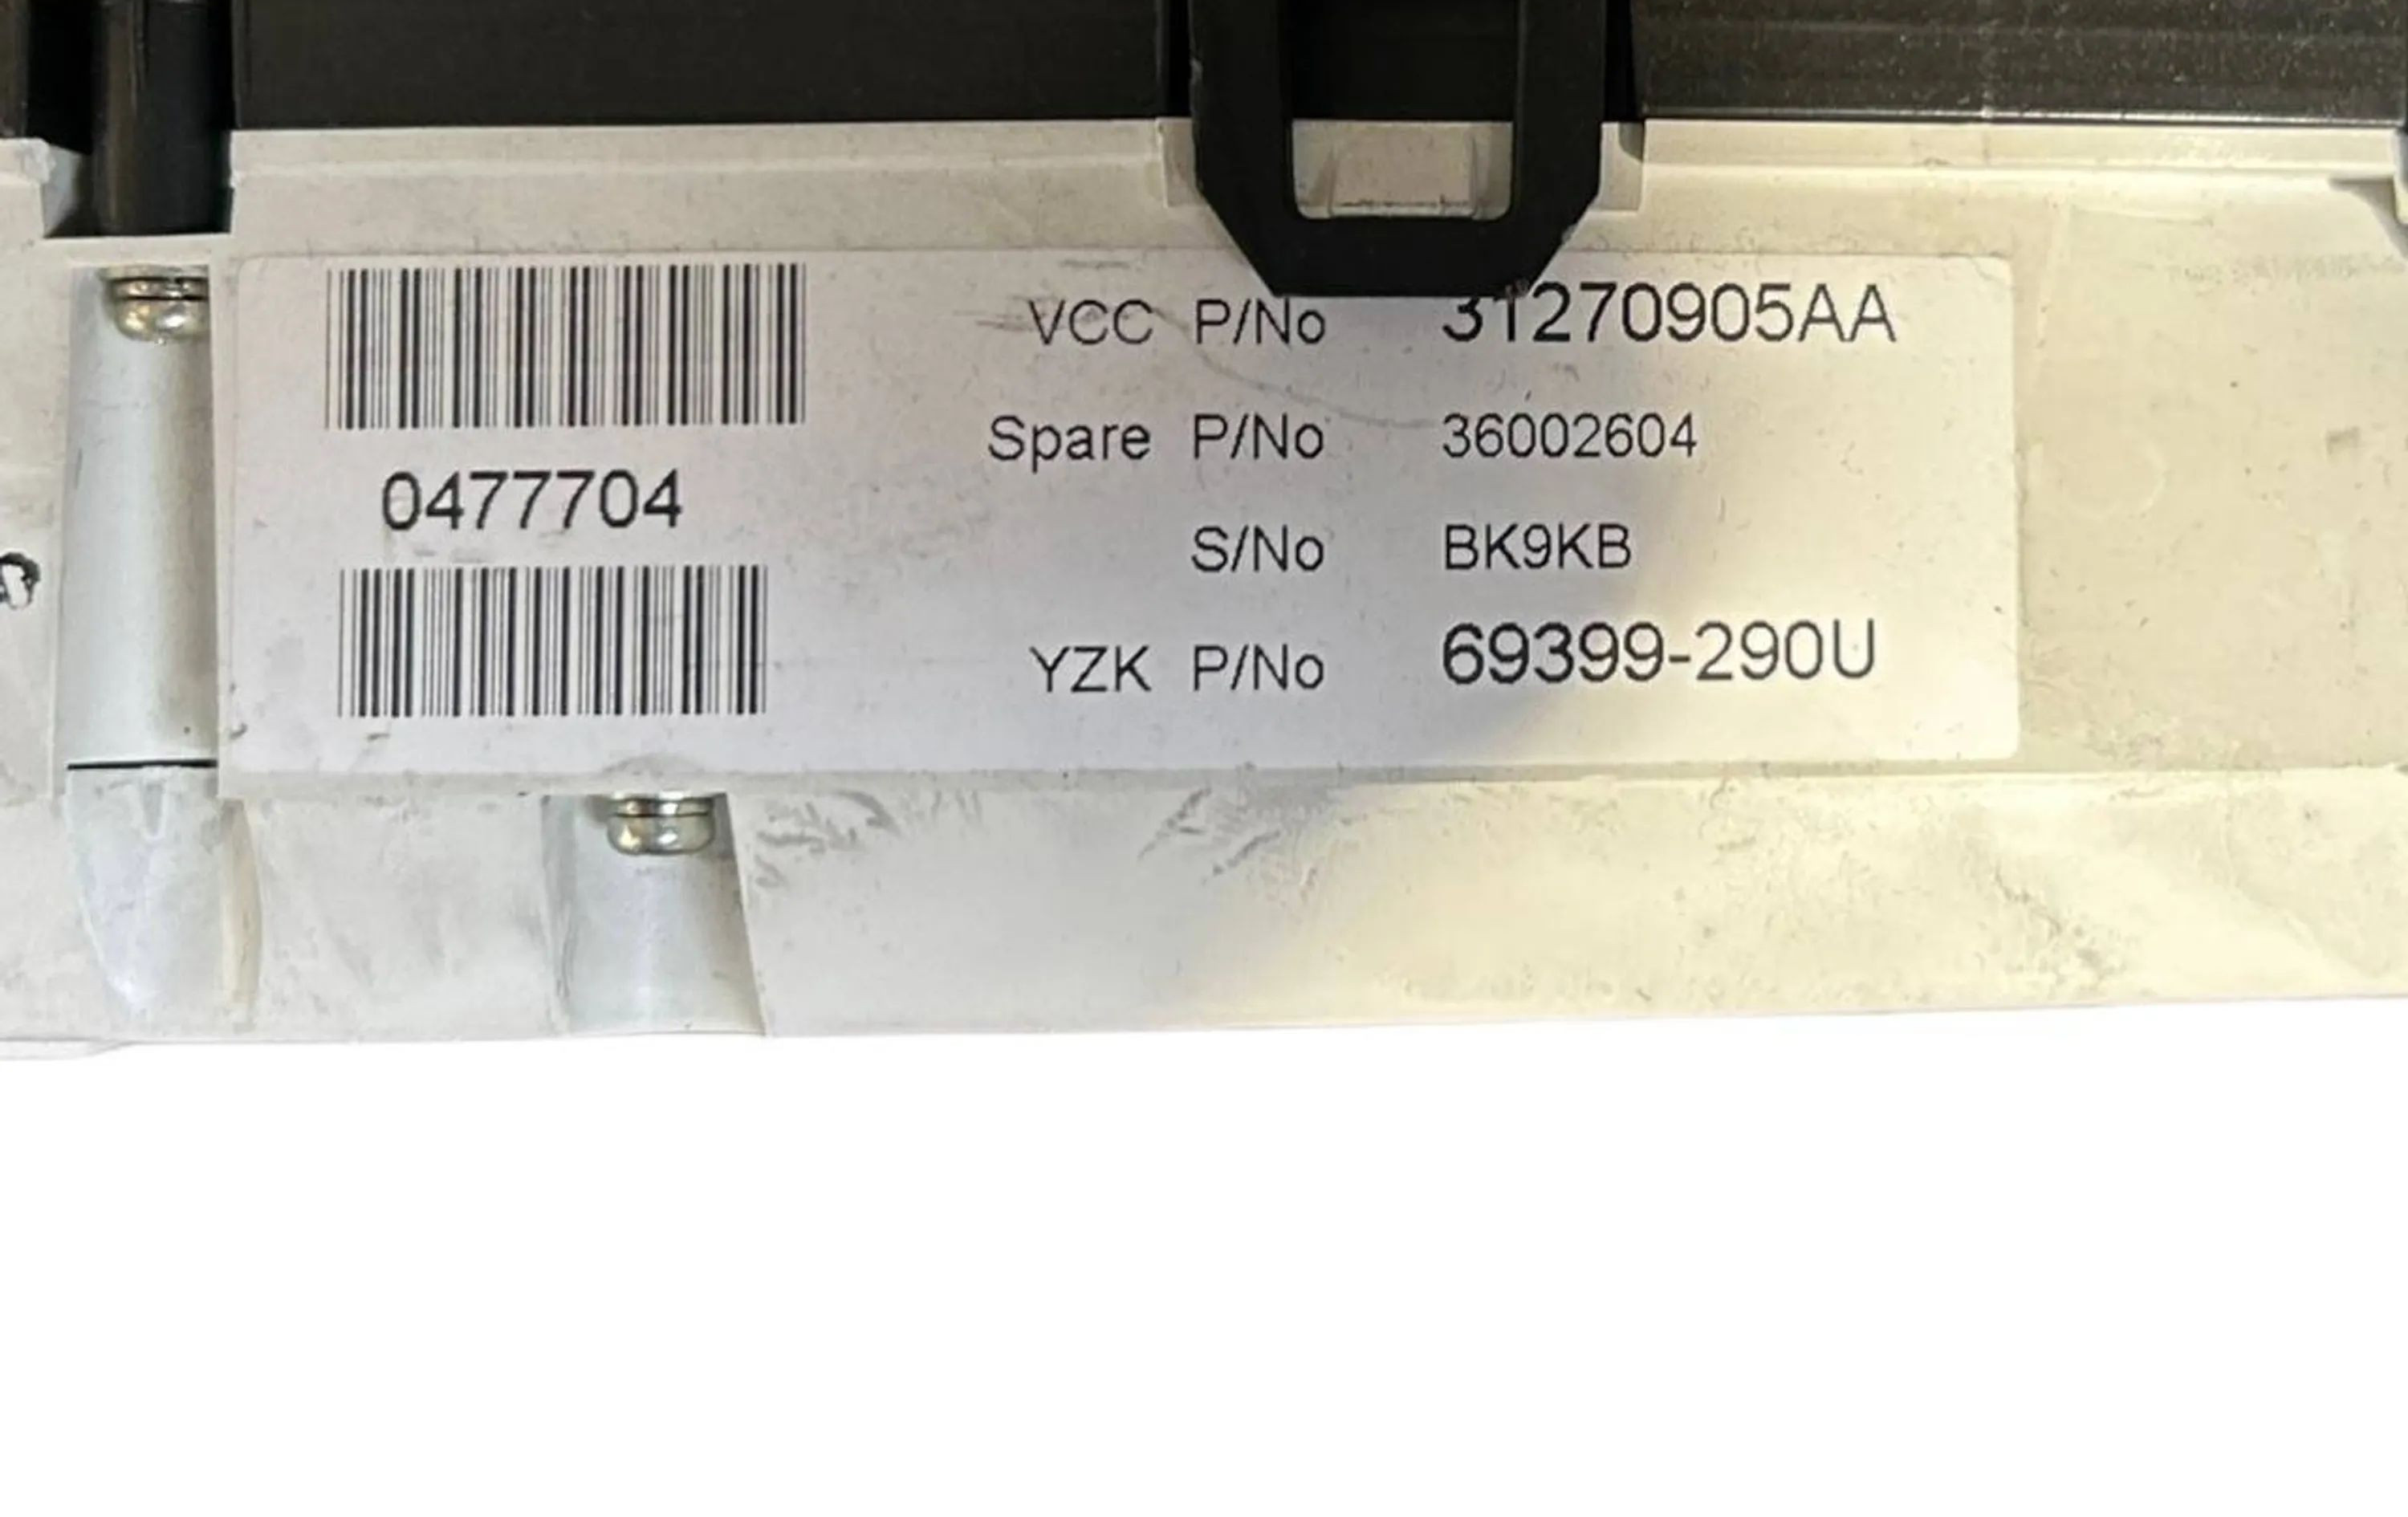 VCC P/No 31270905AA
Spare P/No 36002604
0477704
S/No BK9KB
YZK P/No 69399-290U